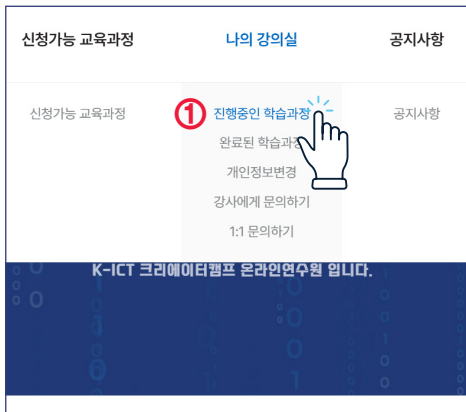 신청가능 교육과정 나의 강의실 공지사항
신청가능 교육과정 ① 진행중인 학습과정 공지사항
완료된 학습과정
개인정보변경
강사에게 문의하기
1:1 문의하기
K-ICT 크리에이터캠프 온라인연수원 입니다.